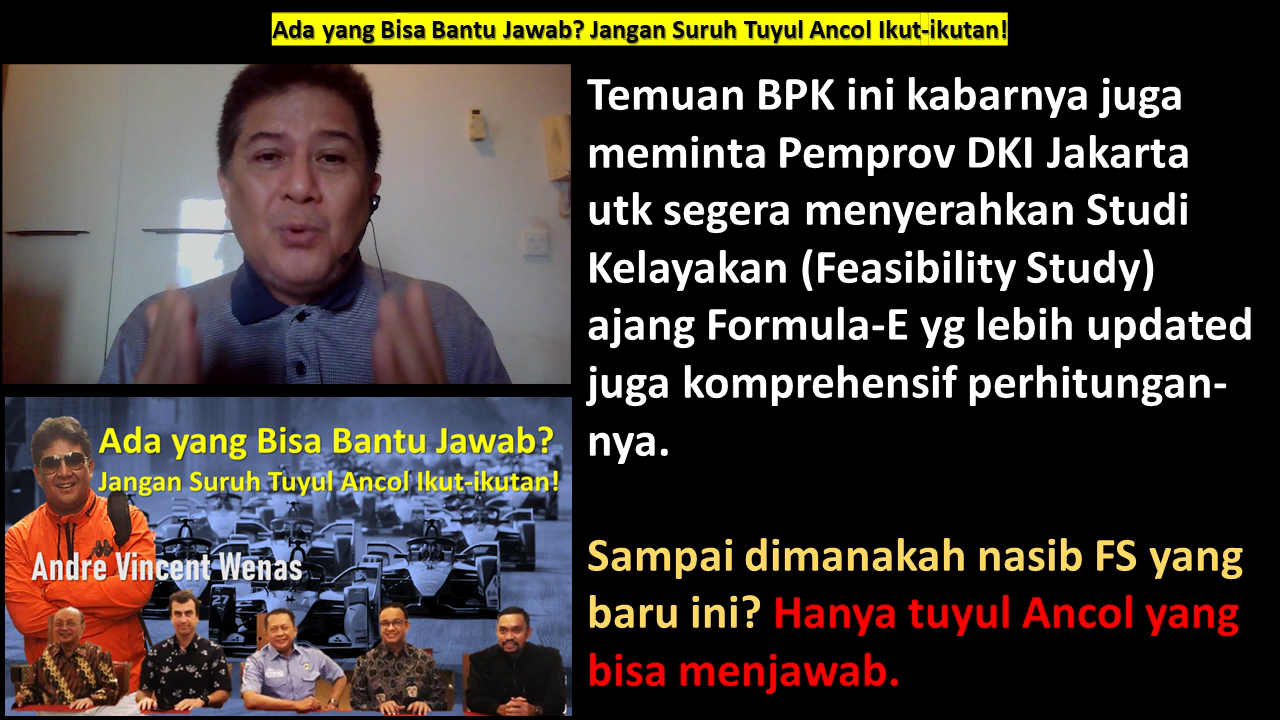 Ada yang Bisa Bantu Jawab? Jangan Suruh Tuyul Ancol Ikut-ikutan!
Temuan BPK ini kabarnya juga
meminta Pemprov DKI Jakarta
utk segera menyerahkan Studi
Kelayakan (Feasibility Study)
ajang Formula-E yg lebih updated
juga komprehensif perhitungan-
nya.
Sampai dimanakah nasib FS yang
baru ini? Hanya tuyul Ancol yang
bisa menjawab.
Ada yang Bisa Bantu Jawab?
Jangan Suruh Tuyul Ancol Ikut-ikutan!
Andre Vincent Wenas
27